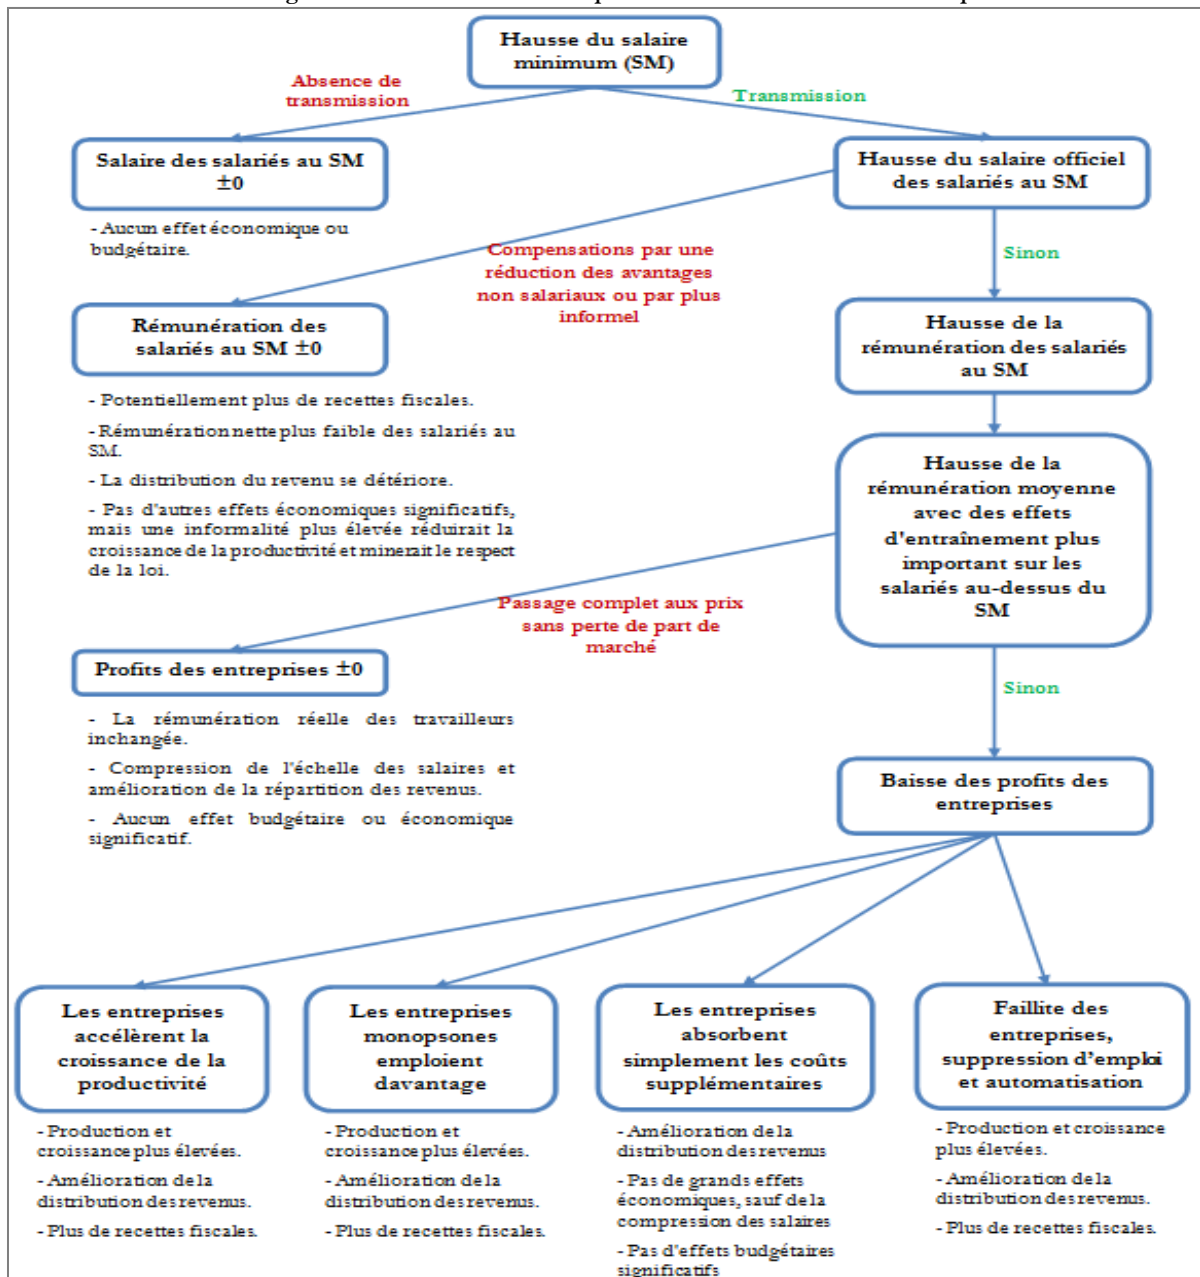 Hausse du salaire
minimum (SM)
Absence de
transmission
Transmission
Salaire des salariés au SM
±0
Hausse du salaire officiel
des salariés au SM
- Aucun effet économique ou
budgétaire.
Compensations par une
réduction des avantages
non salariaux ou par plus
informel
Sinon
Rémunération des
salariés au SM ±0
Hausse de la
rémunération des salariés
au SM
- Potentiellement plus de recettes fiscales.
- Rémunération nette plus faible des salariés au
SM.
- La distribution du revenu se détériore.
- Pas d'autres effets économiques significatifs,
mais une informalité plus élevée réduirait la
croissance de la productivité et minerait le respect
de la loi.
Hausse de la
rémunération moyenne
avec des effets
d'entraînement plus
important sur les
salariés au-dessus du
SM
Passage complet aux prix
sans perte de part de
marché
Profits des entreprises ±0
Sinon
- La rémunération réelle des travailleurs
inchangée.
- Compression de l'échelle des salaires et
amélioration de la répartition des revenus.
- Aucun effet budgétaire ou économique
significatif.
Baisse des profits des
entreprises
Les entreprises
accélèrent la
croissance de la
productivité
Les entreprises
monopsones
emploient
davantage
Les entreprises
absorbent
simplement les coûts
supplémentaires
Faillite des
entreprises,
suppression d'emploi
et automatisation
- Production et
croissance plus élevées.
- Amélioration de la
distribution des revenus.
- Plus de recettes fiscales.
- Production et
croissance plus élevées.
- Amélioration de la
distribution des revenus.
- Plus de recettes fiscales.
- Amélioration de la
distribution des revenus
- Pas de grands effets
économiques, sauf de la
compression des salaires
- Pas d'effets budgétaires
significatifs
- Production et croissance
plus élevées.
- Amélioration de la
distribution des revenus.
- Plus de recettes fiscales.